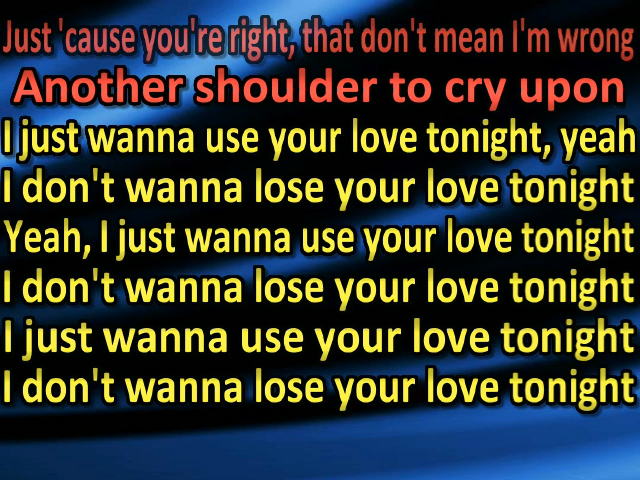 Just 'cause you're right, that don't mean I'm wrong
Another shoulder to cry upon
I just wanna use your love tonight, yeah
I don't wanna lose your love tonight
Yeah, I just wanna use your love tonight
I don't wanna lose your love tonight
I just wanna use your love tonight
I don't wanna lose your love tonight